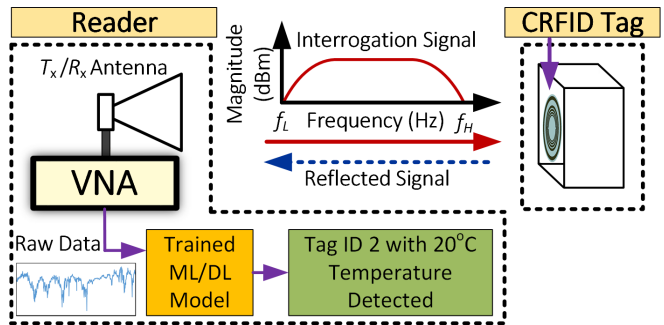 Reader
CRFID Tag
Tx/Rx Antenna
Magnitude
(dBm)
Interrogation Signal
fL
Frequency (Hz)
fH
Reflected Signal
VNA
Raw Data
Trained
ML/DL
Model
Tag ID 2 with 20°C
Temperature
Detected